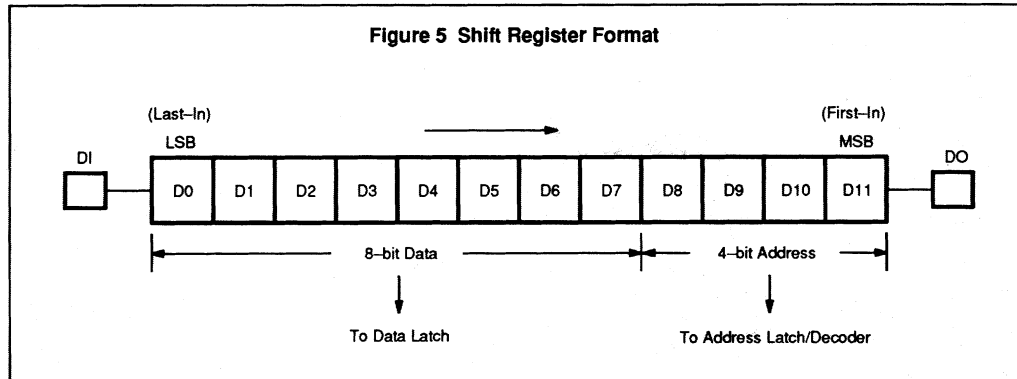 Figure 5 Shift Register Format
(Last–In) (First–In)
LSB MSB
DI DO
D0 D1 D2 D3 D4 D5 D6 D7 D8 D9 D10 D11
8–bit Data 4–bit Address
To Data Latch To Address Latch/Decoder